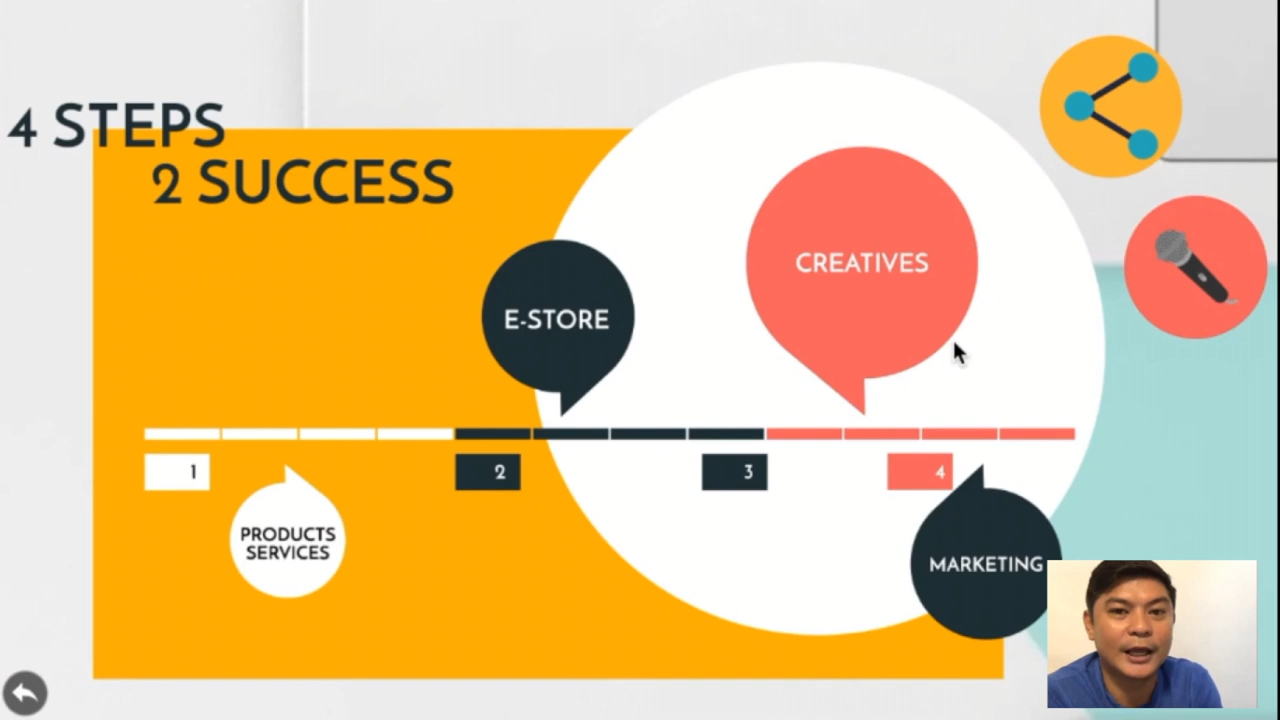 4 STEPS
2 SUCCESS
E-STORE
CREATIVES
1
2
3
4
PRODUCTS
SERVICES
MARKETING